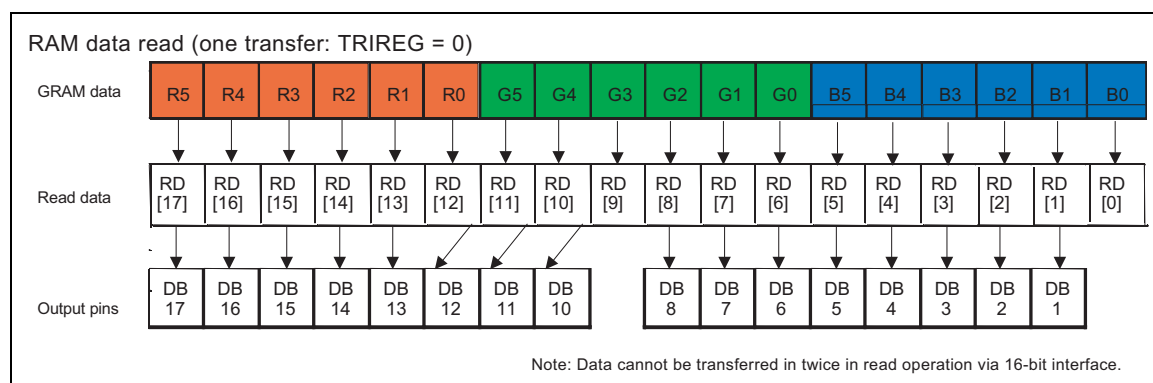 RAM data read (one transfer: TRIREG = 0)
GRAM data R5 R4 R3 R2 R1 R0 G5 G4 G3 G2 G1 G0 B5 B4 B3 B2 B1 B0
Read data RD [17] RD [16] RD [15] RD [14] RD [13] RD [12] RD [11] RD [10] RD [9] RD [8] RD [7] RD [6] RD [5] RD [4] RD [3] RD [2] RD [1] RD [0]
Output pins DB 17 DB 16 DB 15 DB 14 DB 13 DB 12 DB 11 DB 10 DB 8 DB 7 DB 6 DB 5 DB 4 DB 3 DB 2 DB 1
Note: Data cannot be transferred in twice in read operation via 16-bit interface.